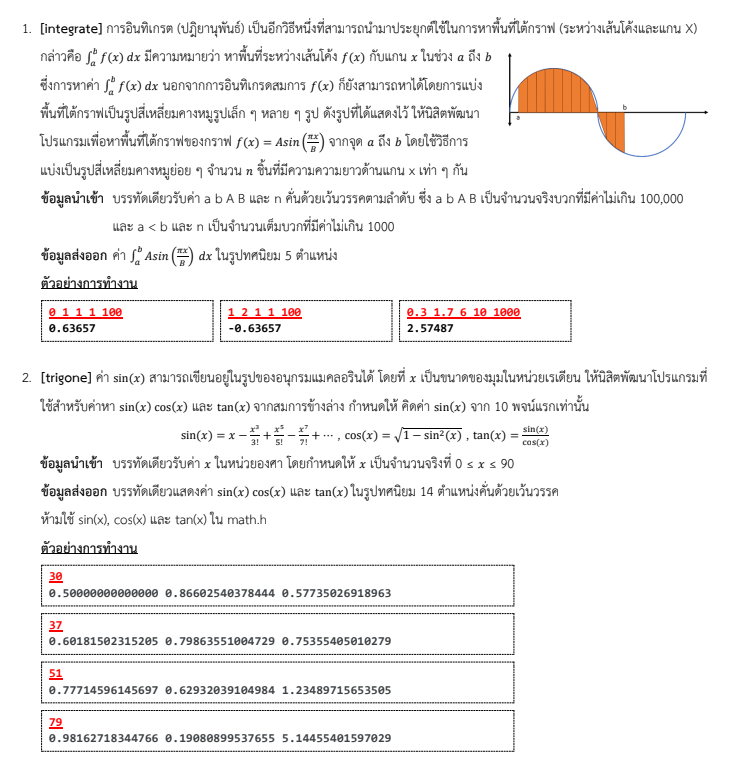 1. [integrate] การอินทิเกรต (ปฏิยานุพันธ์) เป็นอีกวิธีหนึ่งที่สามารถนำมาประยุกต์ใช้ในการหาพื้นที่ใต้กราฟ (ระหว่างเส้นโค้งและแกน X)
กล่าวคือ ∫ₐᵇ f(x) dx มีความหมายว่า หาพื้นที่ระหว่างเส้นโค้ง f(x) กับแกน x ในช่วง a ถึง b
ซึ่งการหาค่า ∫ₐᵇ f(x) dx นอกจากการอินทิเกรดสมการ f(x) ก็ยังสามารถหาได้โดยการแบ่ง
พื้นที่ใต้กราฟเป็นรูปสี่เหลี่ยมคางหมูรูปเล็ก ๆ หลาย ๆ รูป ดังรูปที่ได้แสดงไว้ ให้นิสิตพัฒนา
โปรแกรมเพื่อหาพื้นที่ใต้กราฟของกราฟ f(x) = Asin(πx/B) จากจุด a ถึง b โดยใช้วิธีการ
แบ่งเป็นรูปสี่เหลี่ยมคางหมูย่อย ๆ จำนวน n ชิ้นที่มีความความยาวด้านแกน x เท่า ๆ กัน
a
b
ข้อมูลนำเข้า บรรทัดเดียวรับค่า a b A B และ n คั่นด้วยเว้นวรรคตามลำดับ ซึ่ง a b A B เป็นจำนวนจริงบวกที่มีค่าไม่เกิน 100,000
และ a < b และ n เป็นจำนวนเต็มบวกที่มีค่าไม่เกิน 1000
ข้อมูลส่งออก ค่า ∫ₐᵇ Asin(πx/B) dx ในรูปทศนิยม 5 ตำแหน่ง
ตัวอย่างการทำงาน
0 1 1 1 100
0.63657
1 2 1 1 100
-0.63657
0.3 1.7 6 10 1000
2.57487
2. [trigone] ค่า sin(x) สามารถเขียนอยู่ในรูปของอนุกรมแมคลอรินได้ โดยที่ x เป็นขนาดของมุมในหน่วยเรเดียน ให้นิสิตพัฒนาโปรแกรมที่
ใช้สำหรับค่าหา sin(x) cos(x) และ tan(x) จากสมการข้างล่าง กำหนดให้ คิดค่า sin(x) จาก 10 พจน์แรกเท่านั้น
sin(x) = x − x³/3! + x⁵/5! − x⁷/7! + ⋯ , cos(x) = √(1 − sin²(x)) , tan(x) = sin(x)/cos(x)
ข้อมูลนำเข้า บรรทัดเดียวรับค่า x ในหน่วยองศา โดยกำหนดให้ x เป็นจำนวนจริงที่ 0 ≤ x ≤ 90
ข้อมูลส่งออก บรรทัดเดียวแสดงค่า sin(x) cos(x) และ tan(x) ในรูปทศนิยม 14 ตำแหน่งคั่นด้วยเว้นวรรค
ห้ามใช้ sin(x), cos(x) และ tan(x) ใน math.h
ตัวอย่างการทำงาน
30
0.50000000000000 0.86602540378444 0.57735026918963
37
0.60181502315205 0.79863551004729 0.75355405010279
51
0.77714596145697 0.62932039104984 1.23489715653505
79
0.98162718344766 0.19080899537655 5.14455401597029